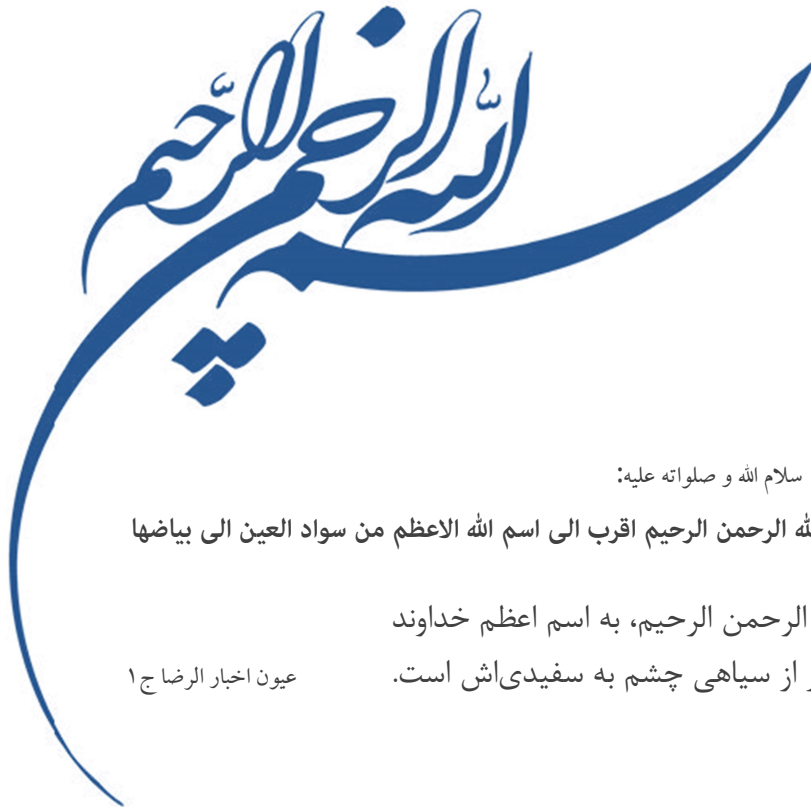 بسم الله الرحمن الرحیم
سلام الله و صلواته علیه:
الرحمن الرحیم اقرب الی اسم الله الاعظم من سواد العین الی بیاضها
الرحمن الرحیم، به اسم اعظم خداوند
از سیاهی چشم به سفیدی‌اش است.
عیون اخبار الرضا ج۱